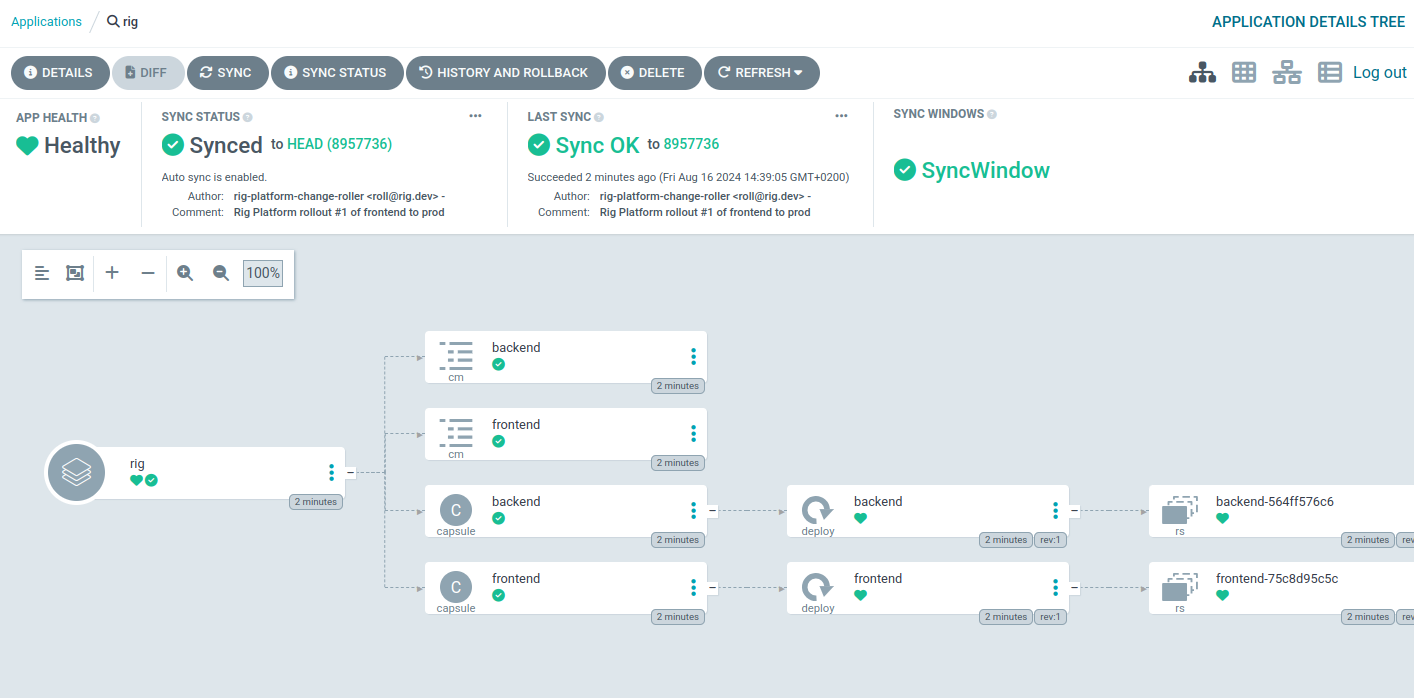 Applications / rig
APPLICATION DETAILS TREE
DETAILS DIFF SYNC SYNC STATUS HISTORY AND ROLLBACK DELETE REFRESH
Log out
APP HEALTH
Healthy
SYNC STATUS
Synced to HEAD (8957736)
Auto sync is enabled.
Author: rig-platform-change-roller <roll@rig.dev> -
Comment: Rig Platform rollout #1 of frontend to prod
LAST SYNC
Sync OK to 8957736
Succeeded 2 minutes ago (Fri Aug 16 2024 14:39:05 GMT+0200)
Author: rig-platform-change-roller <roll@rig.dev> -
Comment: Rig Platform rollout #1 of frontend to prod
SYNC WINDOWS
SyncWindow
100%
rig
2 minutes
backend
cm
2 minutes
frontend
cm
2 minutes
C
capsule
backend
2 minutes
deploy
backend
2 minutes rev:1
rs
backend-564ff576c6
2 minutes rev
C
capsule
frontend
2 minutes
deploy
frontend
2 minutes rev:1
rs
frontend-75c8d95c5c
2 minutes rev